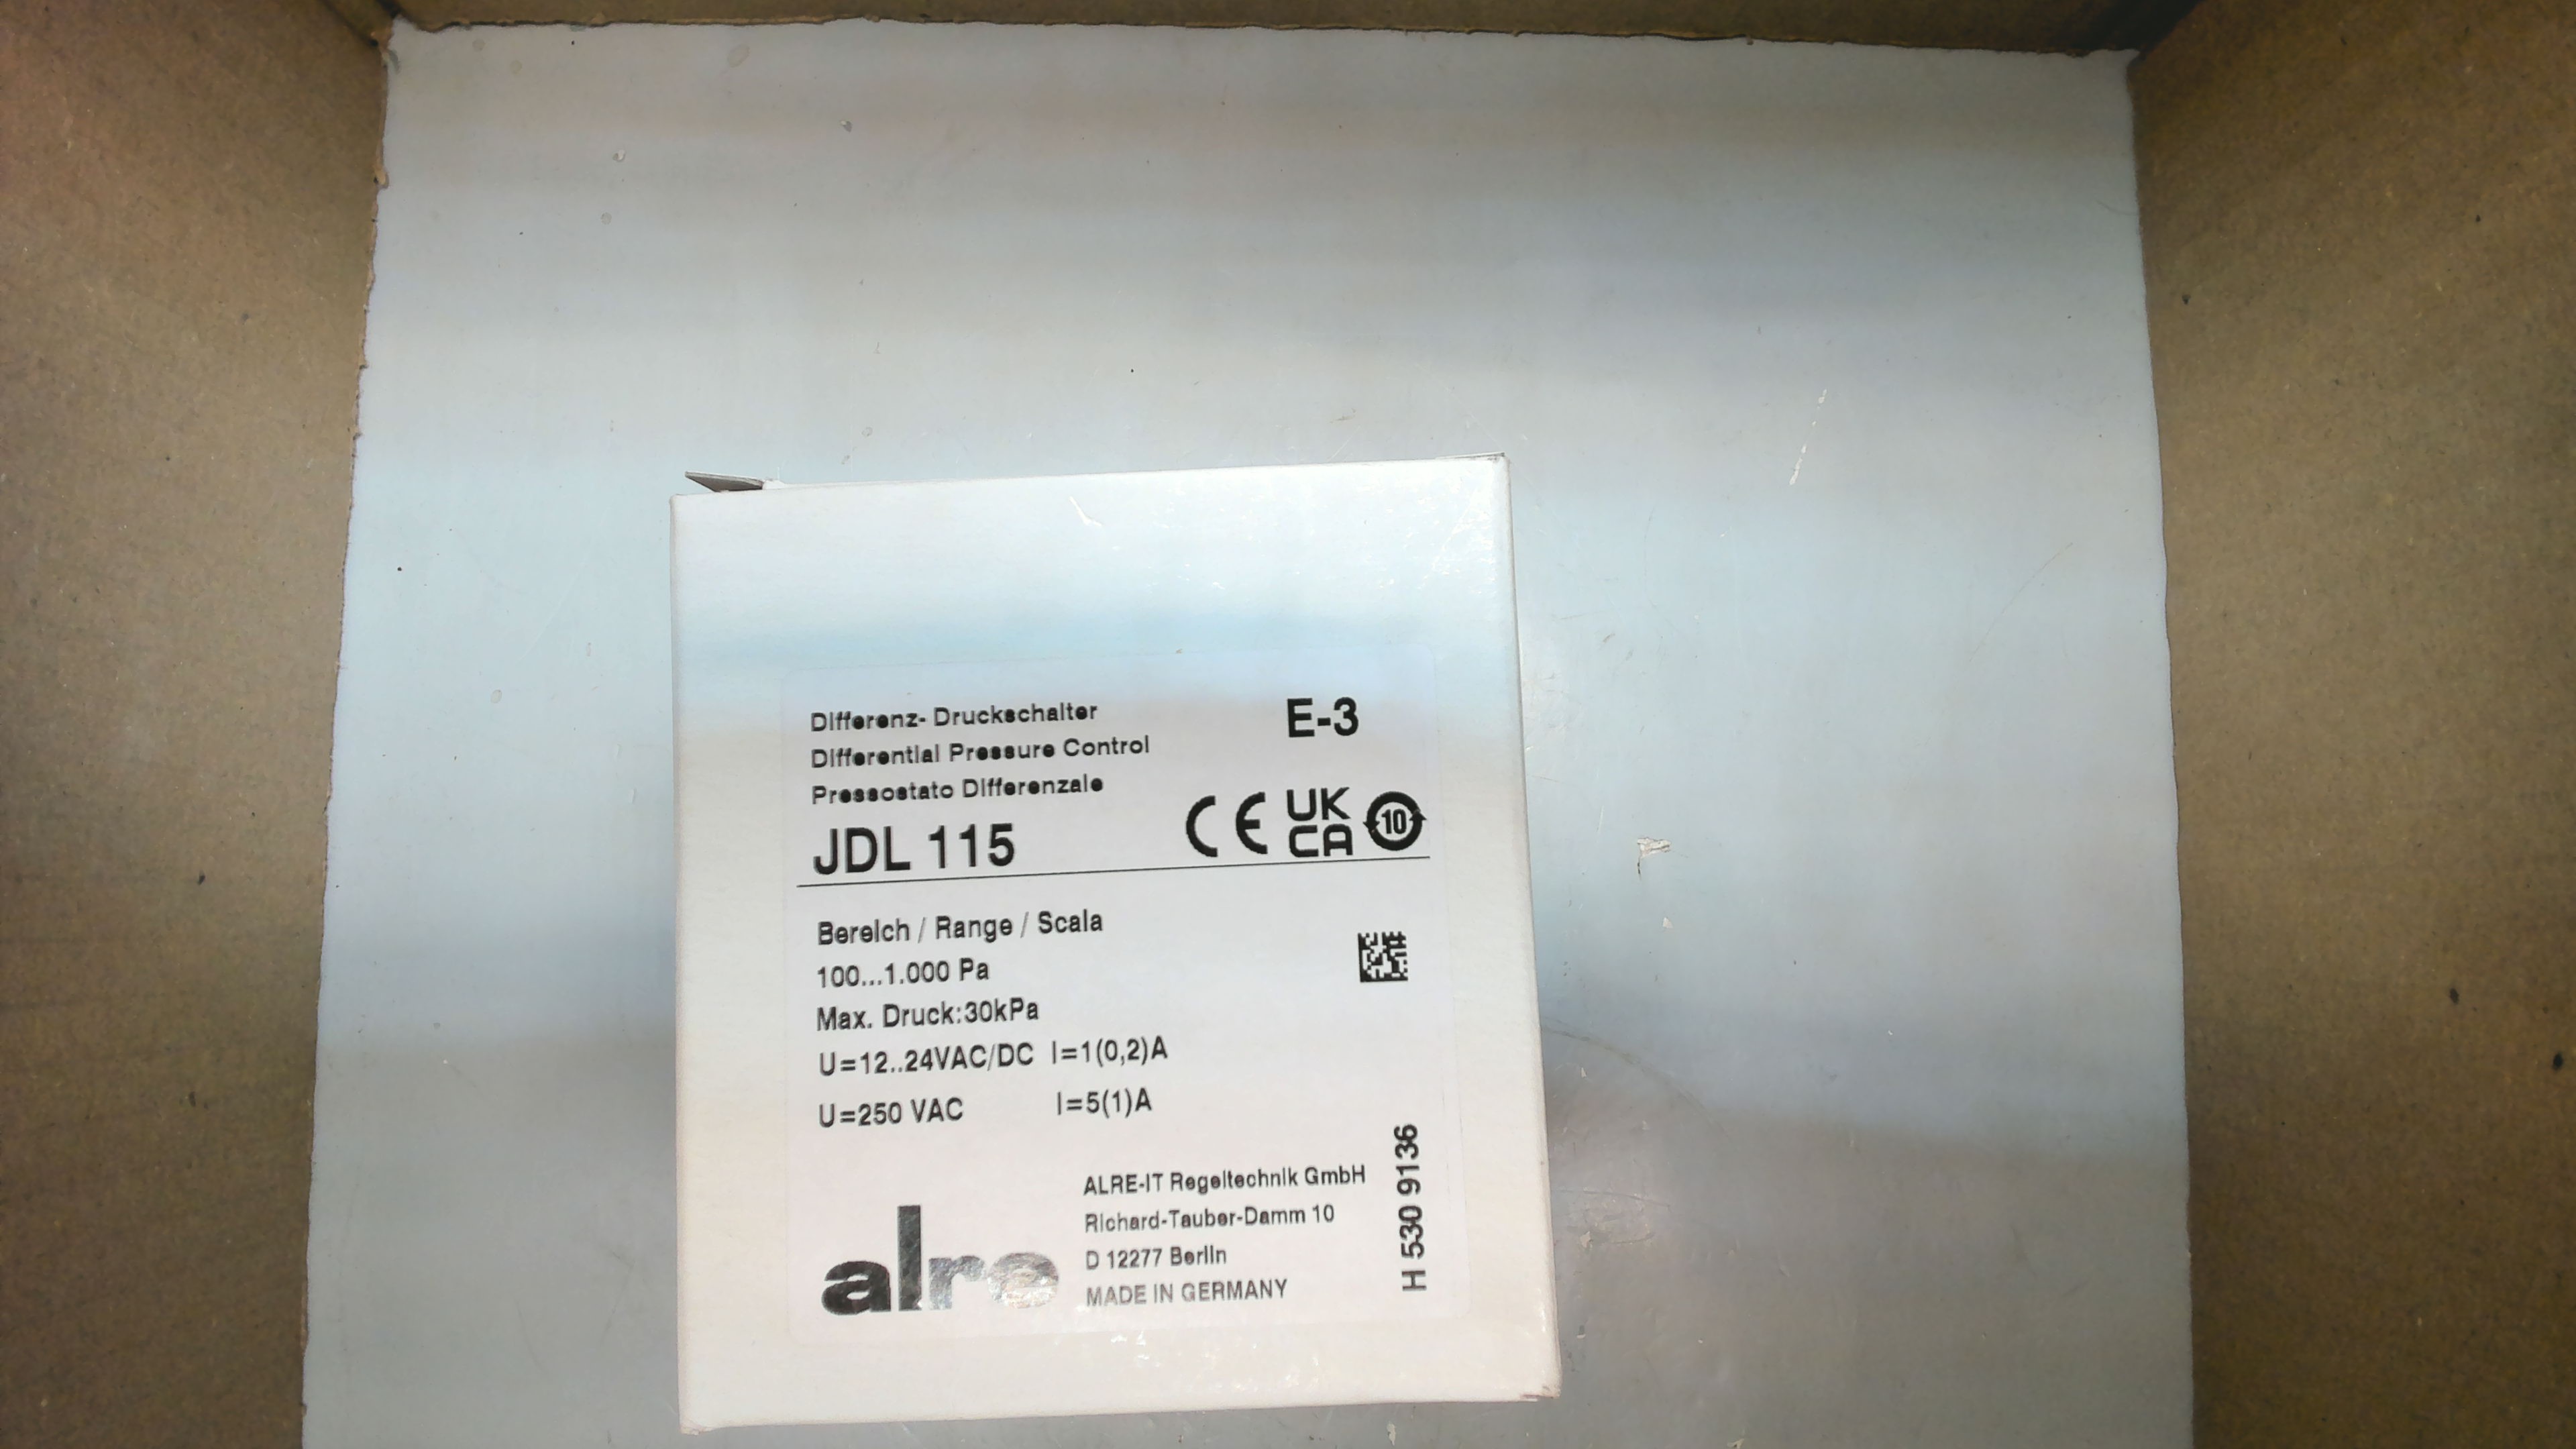 Differenz- Druckschalter
E-3
Differential Pressure Control
Pressostato Differenzale
JDL 115
CE UK CA 10
Bereich / Range / Scala
100...1.000 Pa
Max. Druck:30kPa
U=12..24VAC/DC I=1(0,2)A
U=250 VAC I=5(1)A
alre
ALRE-IT Regeltechnik GmbH
Richard-Tauber-Damm 10
D 12277 Berlin
MADE IN GERMANY
H 530 9136